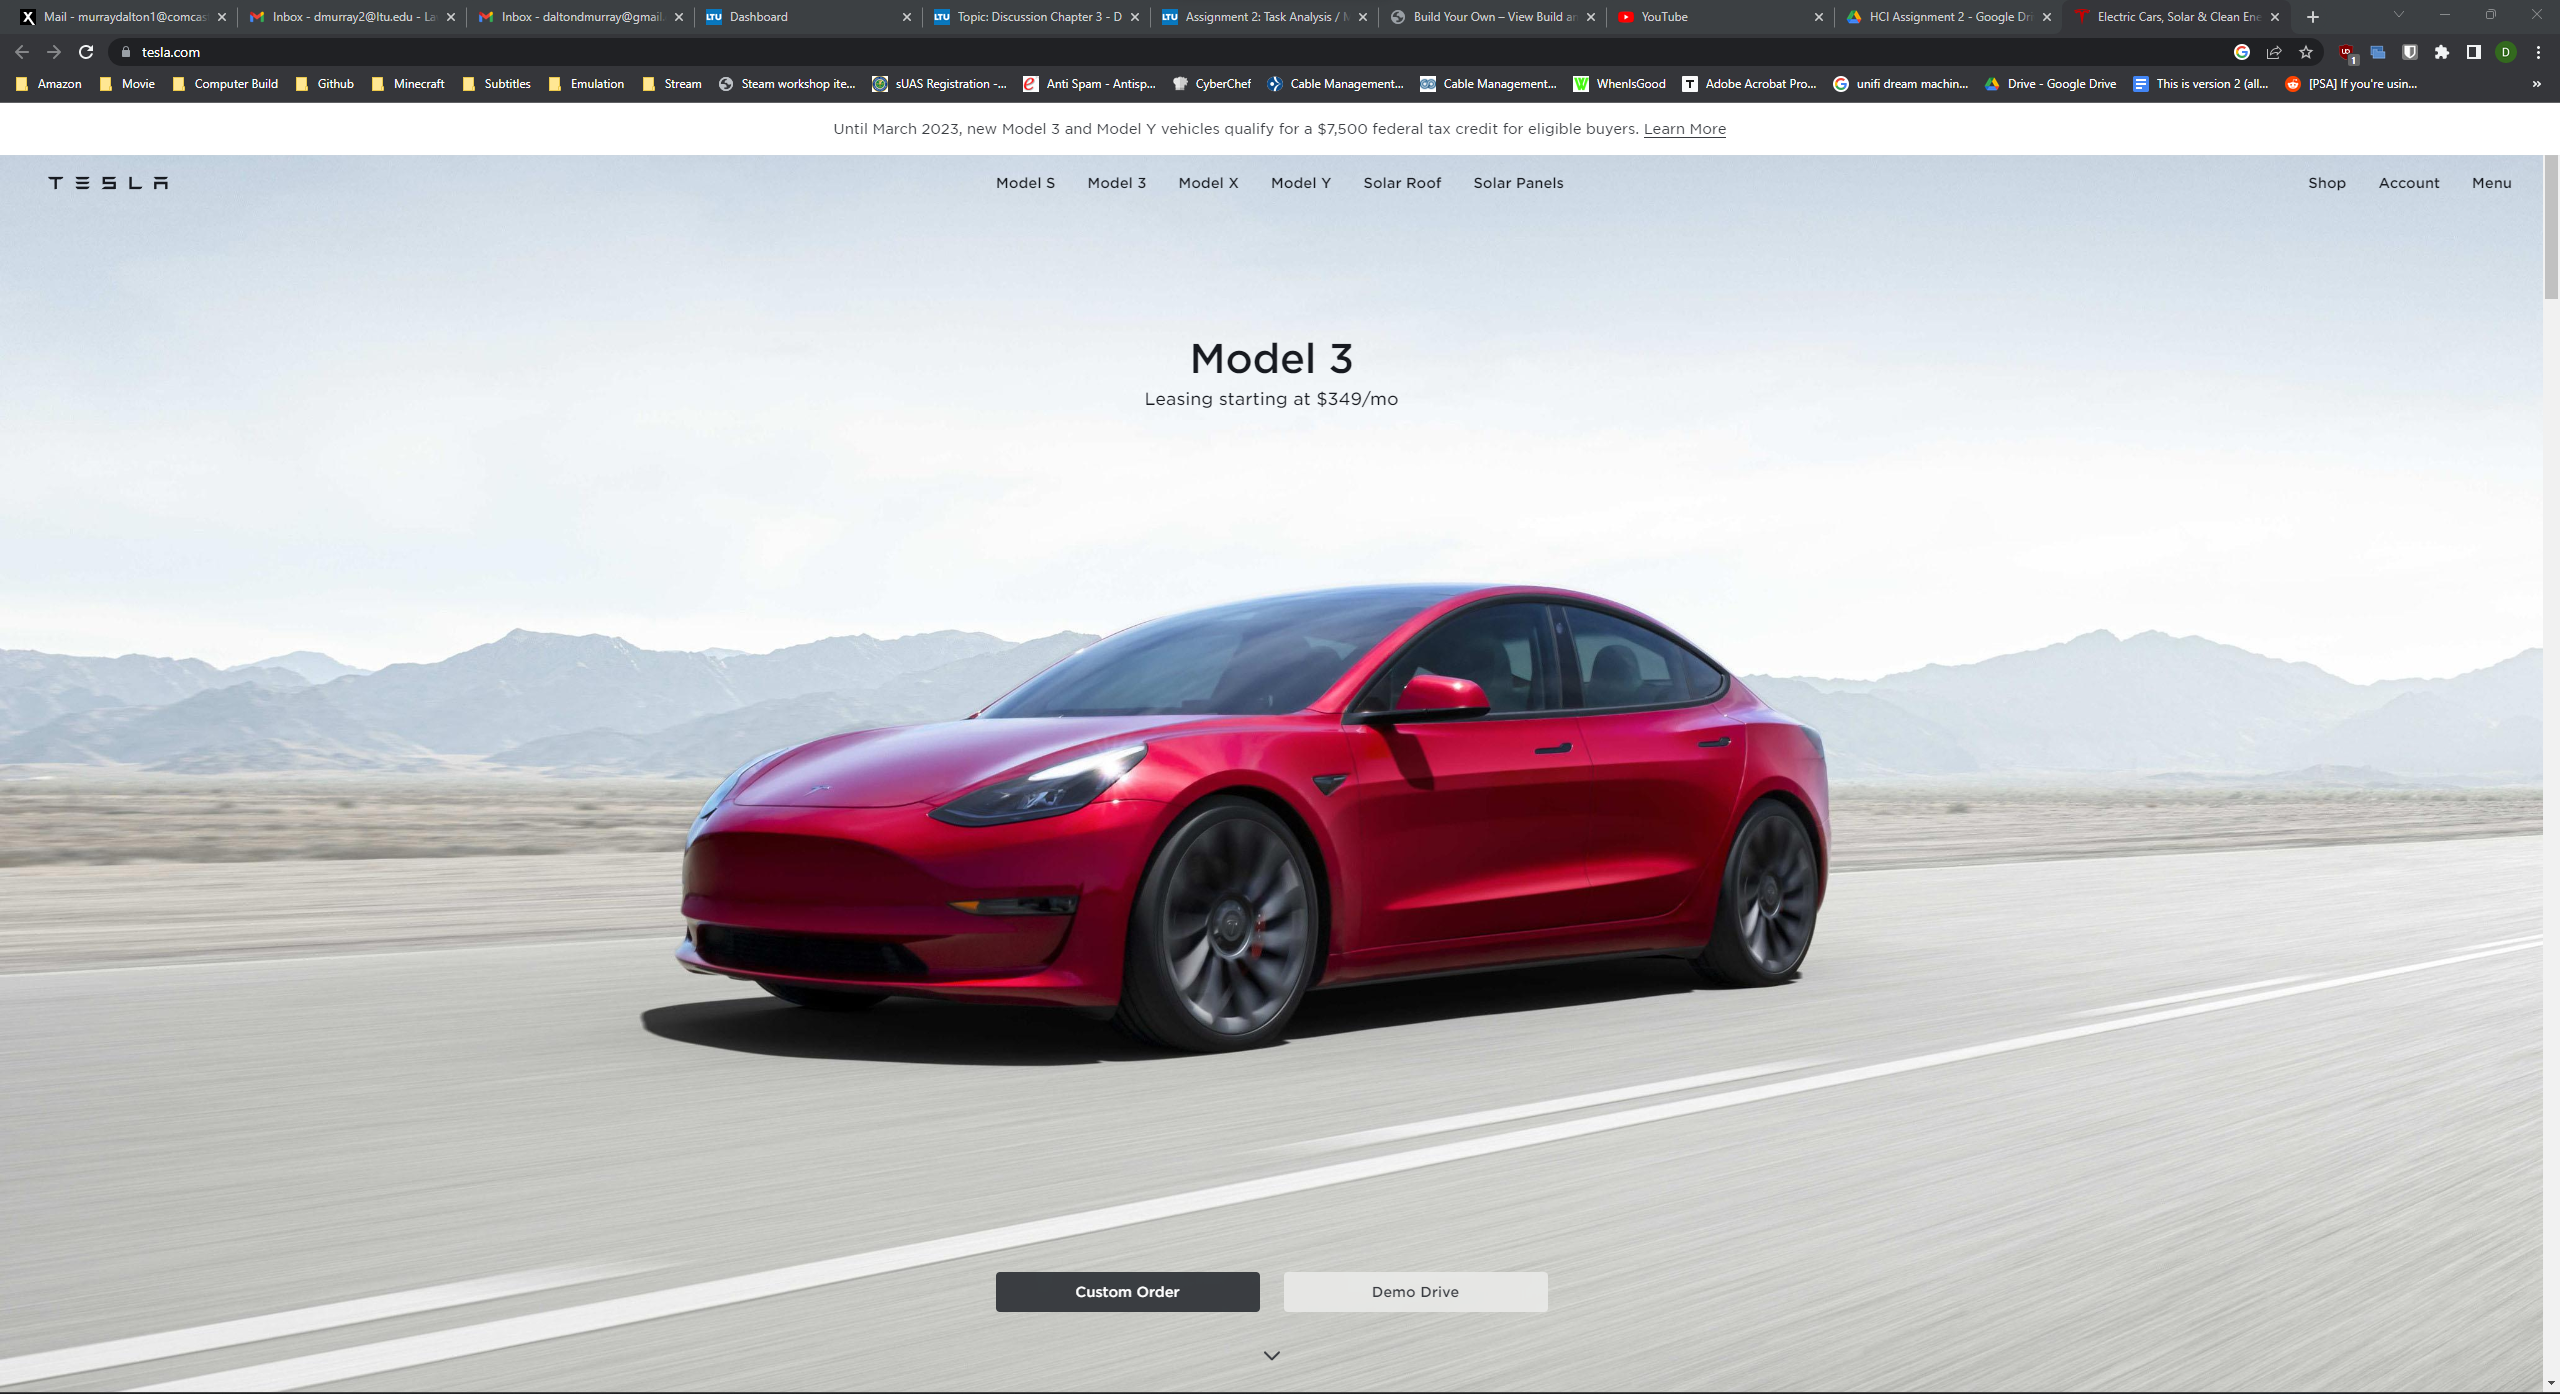 Mail - murraydalton1@comcas
Inbox - dmurray2@ltu.edu - La
Inbox - daltondmurray@gmail.
LTU Dashboard
LTU Topic: Discussion Chapter 3 - D
LTU Assignment 2: Task Analysis /
Build Your Own – View Build an
YouTube
HCI Assignment 2 - Google Dri
Electric Cars, Solar & Clean Ene
tesla.com
1
D
Amazon
Movie
Computer Build
Github
Minecraft
Subtitles
Emulation
Stream
Steam workshop ite...
sUAS Registration -...
Anti Spam - Antisp...
CyberChef
Cable Management...
Cable Management...
WhenIsGood
Adobe Acrobat Pro...
unifi dream machin...
Drive - Google Drive
This is version 2 (all...
[PSA] If you're usin...
»
Until March 2023, new Model 3 and Model Y vehicles qualify for a $7,500 federal tax credit for eligible buyers. Learn More
TESLA
Model S Model 3 Model X Model Y Solar Roof Solar Panels
Shop Account Menu
Model 3
Leasing starting at $349/mo
Custom Order
Demo Drive